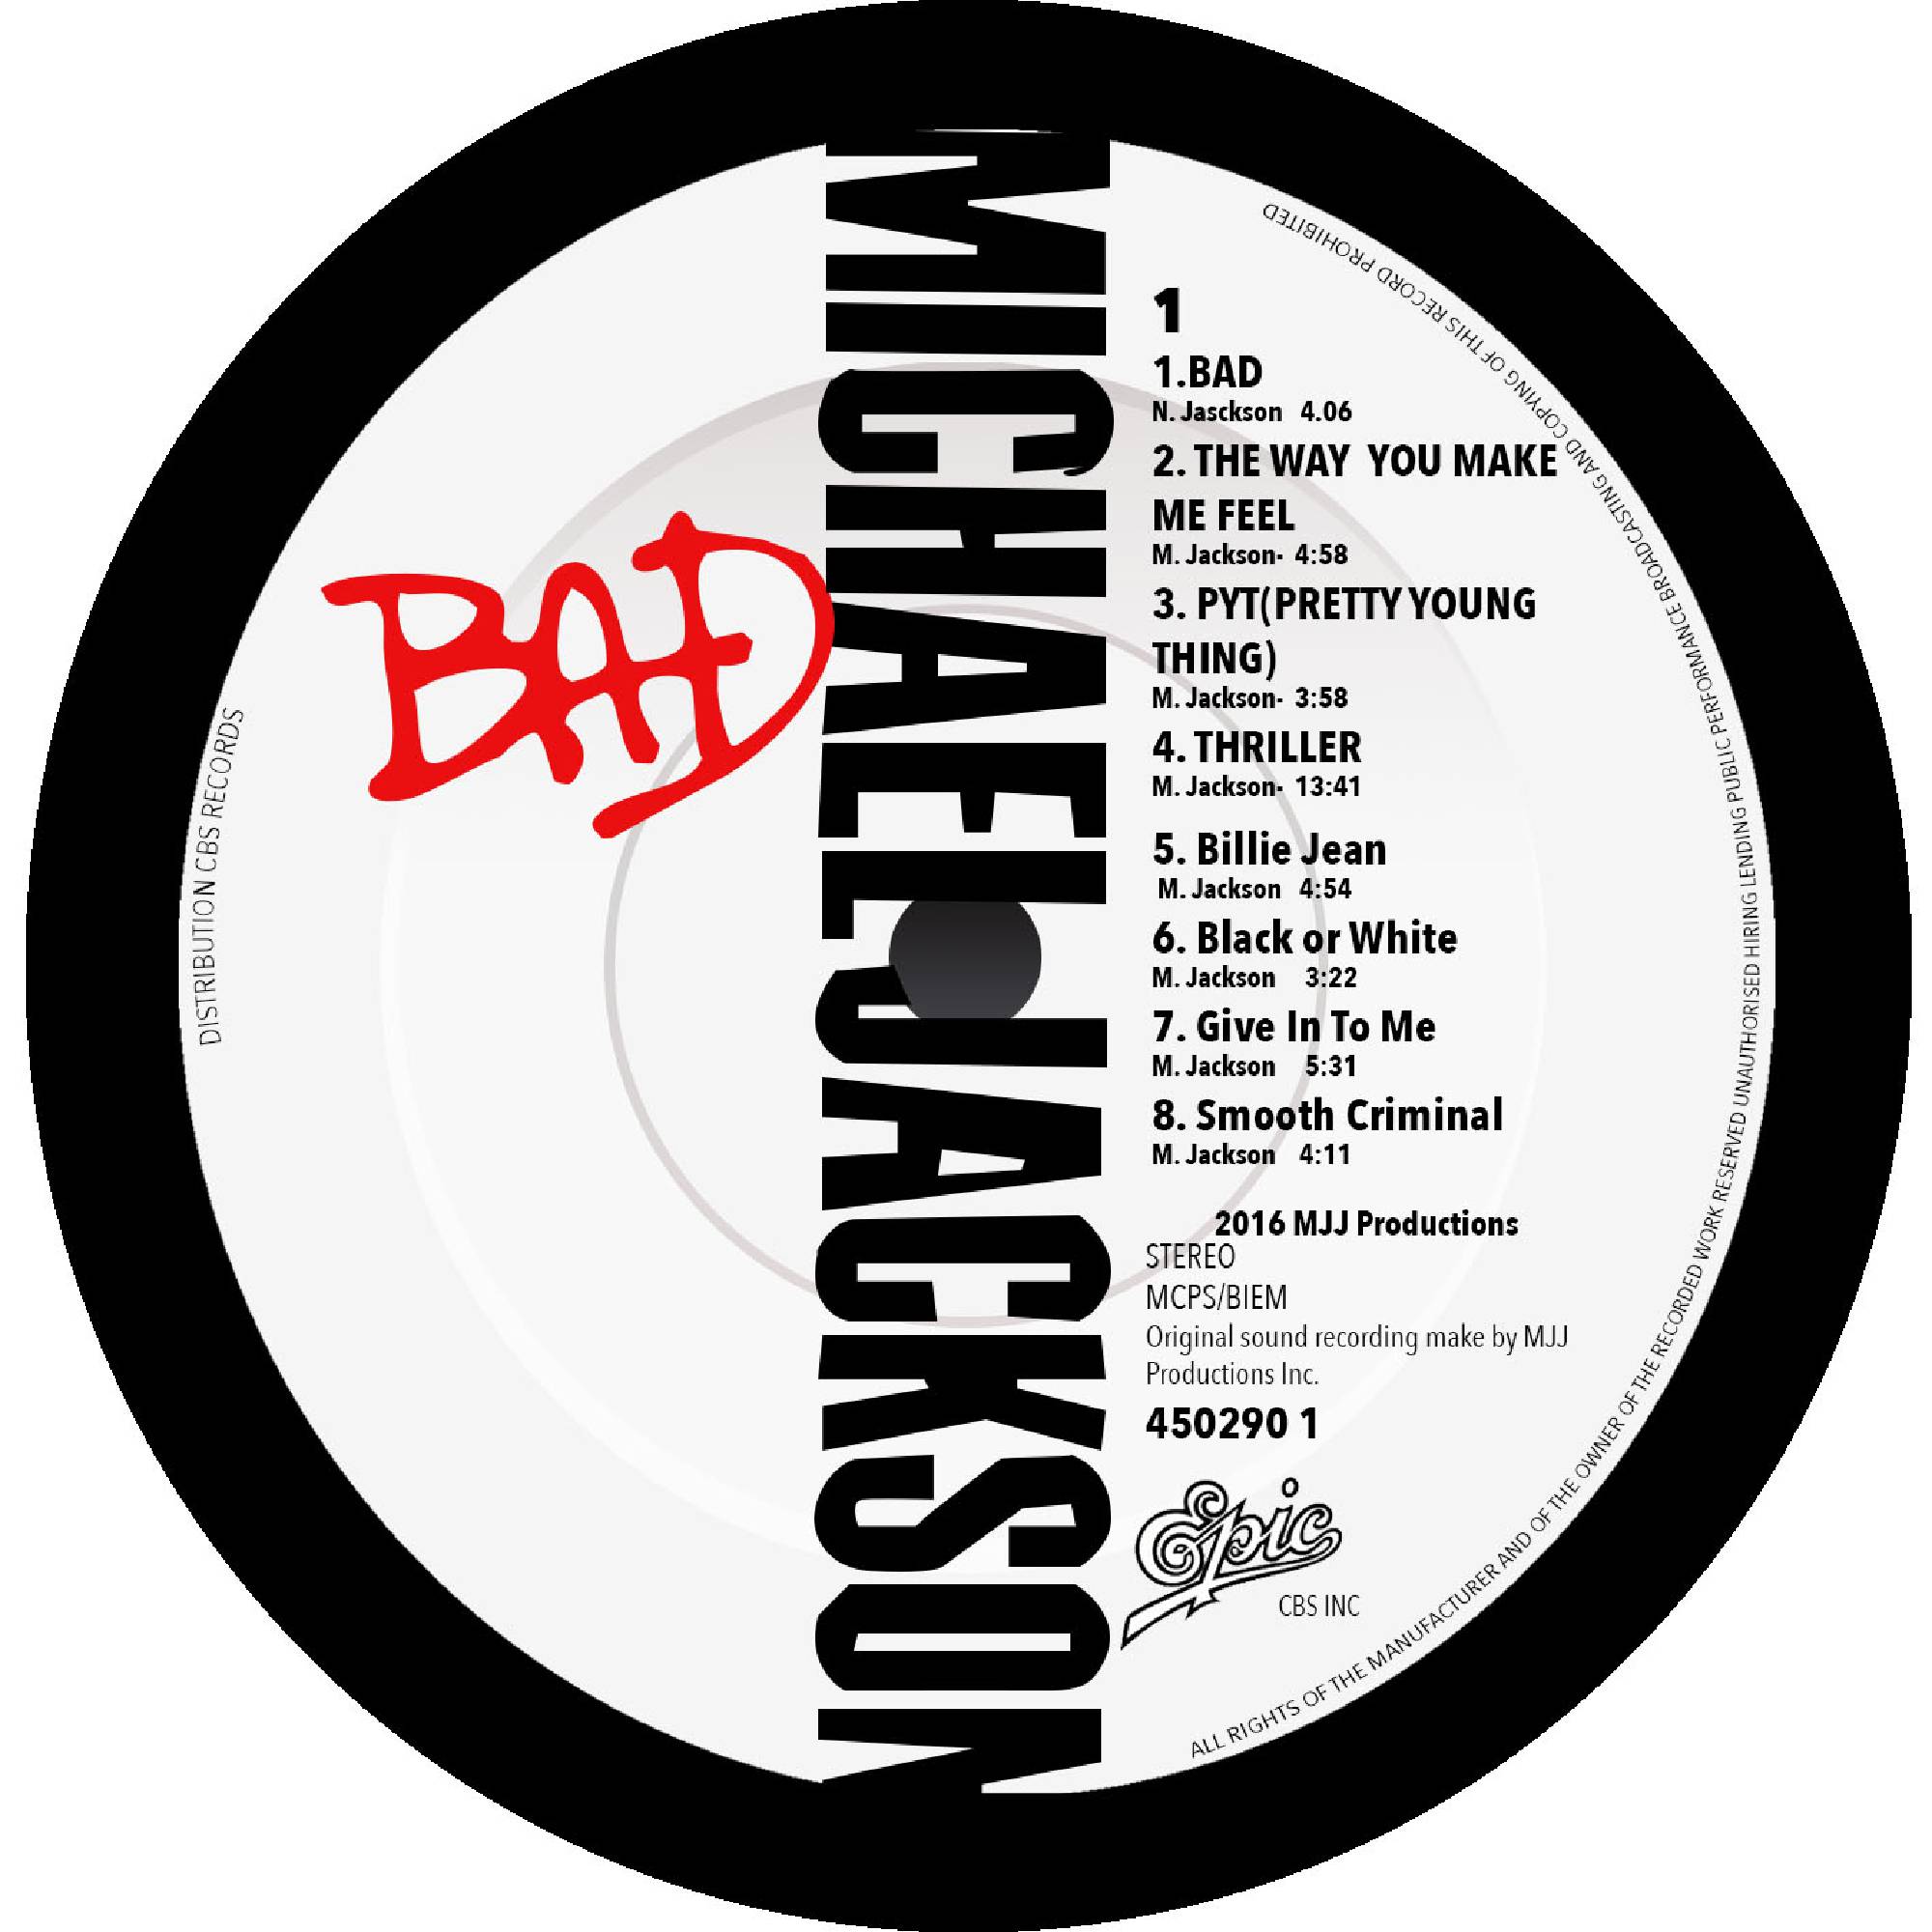 MICHAEL JACKSON
BAD
1
1.BAD
N. Jasckson 4.06
2. THE WAY YOU MAKE
ME FEEL
M. Jackson- 4:58
3. PYT(PRETTY YOUNG
THING)
M. Jackson- 3:58
4. THRILLER
M. Jackson- 13:41
5. Billie Jean
M. Jackson 4:54
6. Black or White
M. Jackson 3:22
7. Give In To Me
M. Jackson 5:31
8. Smooth Criminal
M. Jackson 4:11
2016 MJJ Productions
STEREO
MCPS/BIEM
Original sound recording make by MJJ
Productions Inc.
450290 1
Epic
CBS INC
DISTRIBUTION CBS RECORDS
ALL RIGHTS OF THE MANUFACTURER AND OF THE OWNER OF THE RECORDED WORK RESERVED UNAUTHORISED HIRING LENDING PUBLIC PERFORMANCE BROADCASTING AND COPYING OF THIS RECORD PROHIBITED